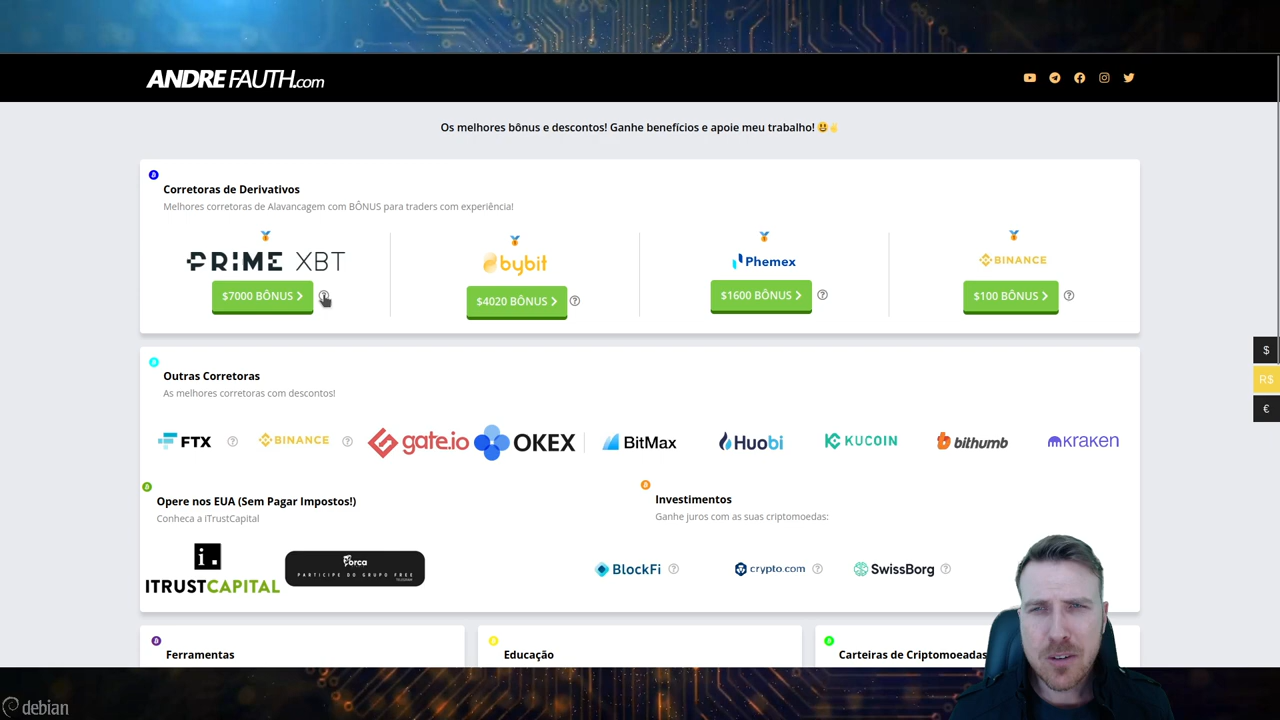 ANDRE FAUTH.com
Os melhores bônus e descontos! Ganhe benefícios e apoie meu trabalho! 😃✌
Corretoras de Derivativos
Melhores corretoras de Alavancagem com BÔNUS para traders com experiência!
PRIME XBT
bybit
Phemex
BINANCE
$7000 BÔNUS
$4020 BÔNUS
$1600 BÔNUS
$100 BÔNUS
$
R$
€
Outras Corretoras
As melhores corretoras com descontos!
FTX
BINANCE
gate.io
OKEX
BitMax
Huobi
KUCOIN
bithumb
kraken
Opere nos EUA (Sem Pagar Impostos!)
Conheca a iTrustCapital
Investimentos
Ganhe juros com as suas criptomoedas:
i.
ITRUSTCAPITAL
orca
PARTICIPE DO GRUPO FREE
TELEGRAM
BlockFi
crypto.com
SwissBorg
Ferramentas
Educação
Carteiras de Criptomoedas
debian